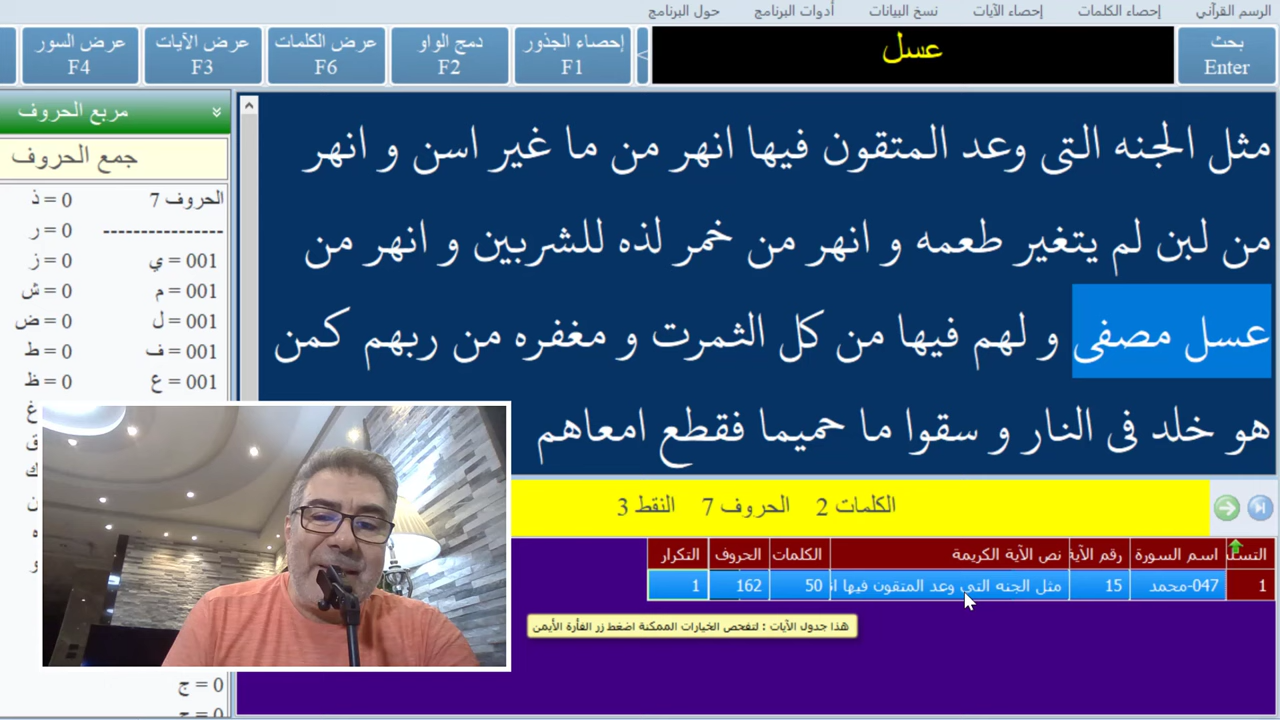 الرسم القرآني إحصاء الكلمات إحصاء الآيات نسخ البيانات أدوات البرنامج حول البرنامج
بحث
Enter
عسل
>
إحصاء الجذور
F1
دمج الواو
F2
عرض الكلمات
F6
عرض الآيات
F3
عرض السور
F4
مثل الجنه التى وعد المتقون فيها انهر من ما غير اسن و انهر
من لبن لم يتغير طعمه و انهر من خمر لذه للشربين و انهر من
عسل مصفى و لهم فيها من كل الثمرت و مغفره من ربهم كمن
هو خلد فى النار و سقوا ما حميما فقطع امعاهم
الكلمات 2 الحروف 7 النقط 3
اسم السورة رقم الآية نص الآية الكريمة الكلمات الحروف التكرار
1 047-محمد 15 مثل الجنه التي وعد المتقون فيها 50 162 1
هذا جدول الآيات : لتفحص الخيارات الممكنة اضغط زر الفأرة الأيمن
مربع الحروف
جمع الحروف
الحروف 7
----------------
001 = ي
001 = م
001 = ل
001 = ف
001 = ع
0 = ذ
0 = ر
0 = ز
0 = ش
0 = ض
0 = ط
0 = ظ
غ
ق
ك
ن
ه
و
0 = ج